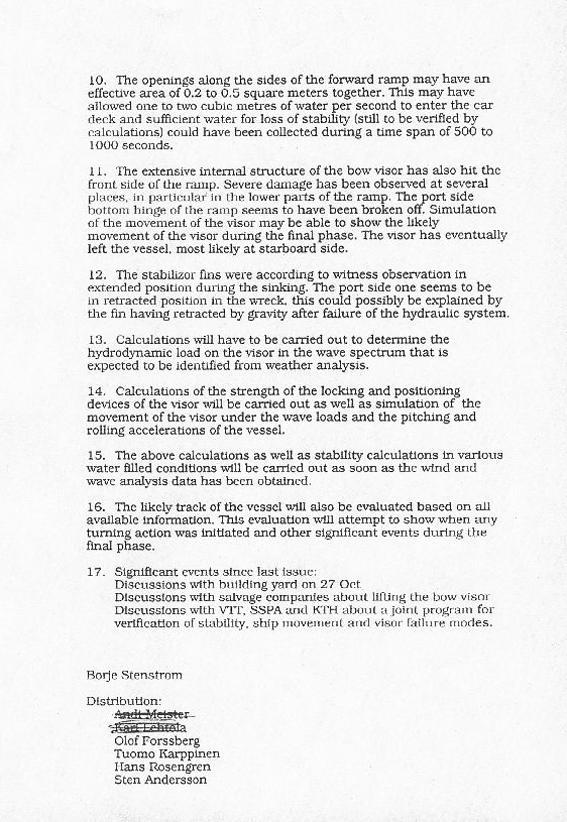 10. The openings along the sides of the forward ramp may have an
effective area of 0.2 to 0.5 square meters together. This may have
allowed one to two cubic metres of water per second to enter the car
deck and sufficient water for loss of stability (still to be verified by
calculations) could have been collected during a time span of 500 to
1000 seconds.
11. The extensive internal structure of the bow visor has also hit the
front side of the ramp. Severe damage has been observed at several
places, in particular in the lower parts of the ramp. The port side
bottom hinge of the ramp seems to have been broken off. Simulation
of the movement of the visor may be able to show the likely
movement of the visor during the final phase. The visor has eventually
left the vessel, most likely at starboard side.
12. The stabilizor fins were according to witness observation in
extended position during the sinking. The port side one seems to be
in retracted position in the wreck, this could possibly be explained by
the fin having retracted by gravity after failure of the hydraulic system.
13. Calculations will have to be carried out to determine the
hydrodynamic load on the visor in the wave spectrum that is
expected to be identified from weather analysis.
14. Calculations of the strength of the locking and positioning
devices of the visor will be carried out as well as simulation of the
movement of the visor under the wave loads and the pitching and
rolling accelerations of the vessel.
15. The above calculations as well as stability calculations in various
water filled conditions will be carried out as soon as the wind and
wave analysis data has been obtained.
16. The likely track of the vessel will also be evaluated based on all
available information. This evaluation will attempt to show when any
turning action was initiated and other significant events during the
final phase.
17. Significant events since last issue:
Discussions with building yard on 27 Oct
Discussions with salvage companies about lifting the bow visor
Discussions with VTT, SSPA and KTH about a joint program for
verification of stability, ship movement and visor failure modes.
Borje Stenstrom
Distribution:
Andi Meister
Kari Lehtola
Olof Forssberg
Tuomo Karppinen
Hans Rosengren
Sten Andersson